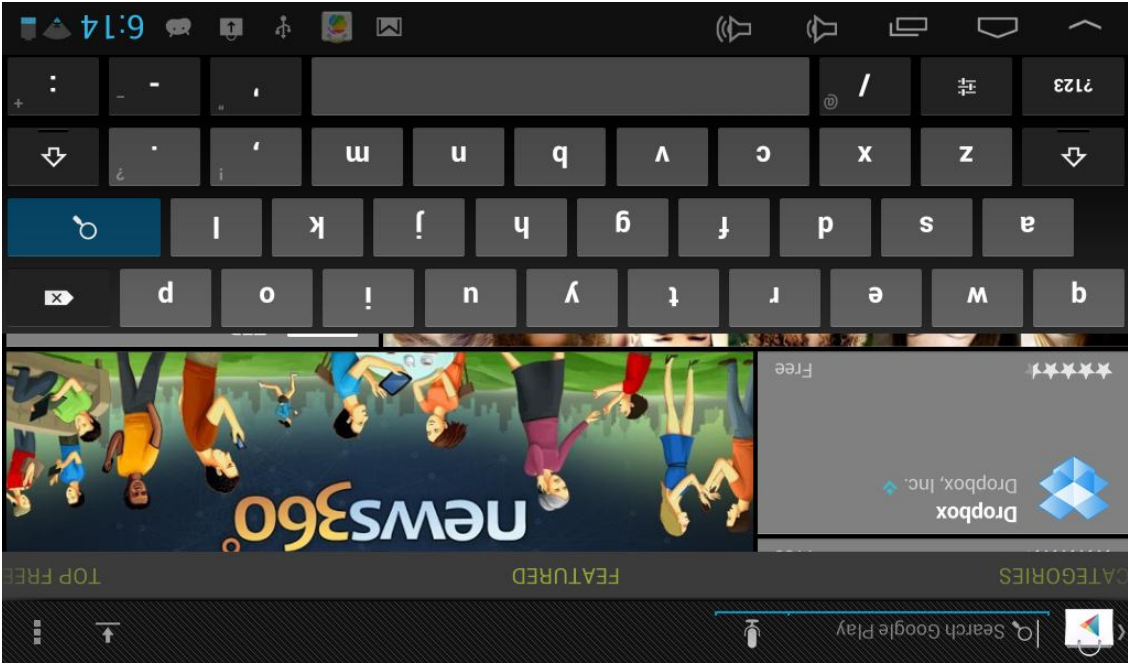 Search Google Play
CATEGORIES FEATURED TOP FREE
Dropbox
Dropbox, Inc.
Free
news360°
q w e r t y u i o p
a s d f g h j k l
z x c v b n m , ! . ?
?123 / @ ' " - _ : +
6:14